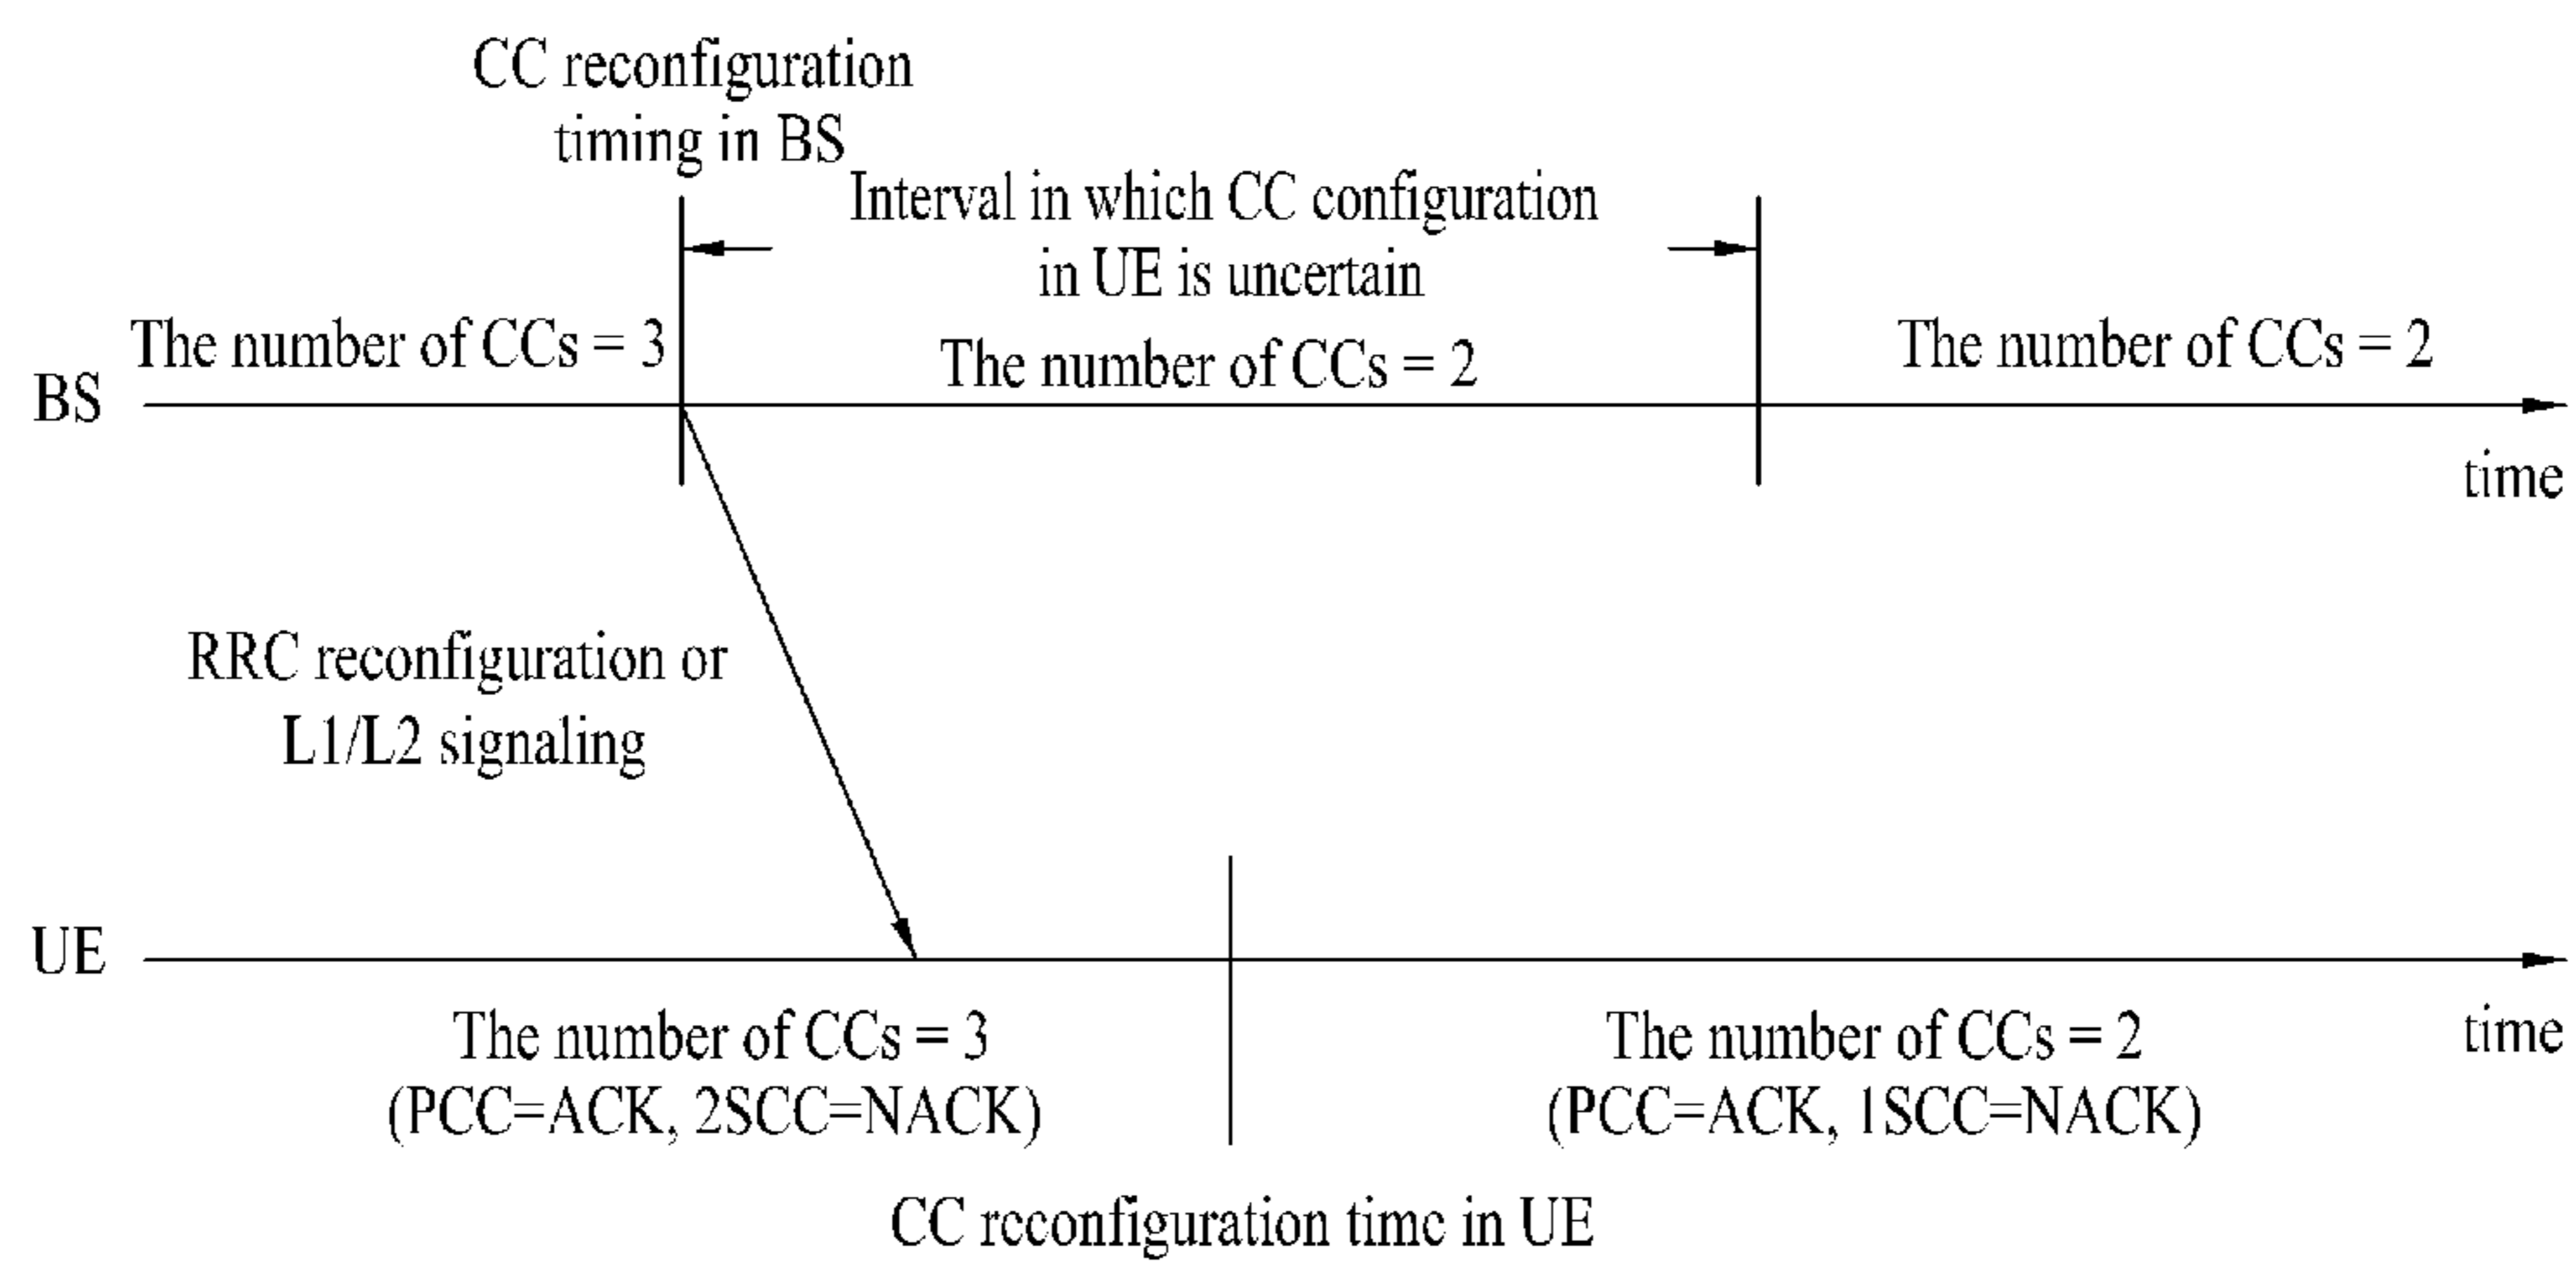 CC reconfiguration
timing in BS
Interval in which CC configuration
in UE is uncertain
The number of CCs = 3
The number of CCs = 2
The number of CCs = 2
BS
time
RRC reconfiguration or
L1/L2 signaling
UE
time
The number of CCs = 3
(PCC=ACK, 2SCC=NACK)
The number of CCs = 2
(PCC=ACK, 1SCC=NACK)
CC reconfiguration time in UE